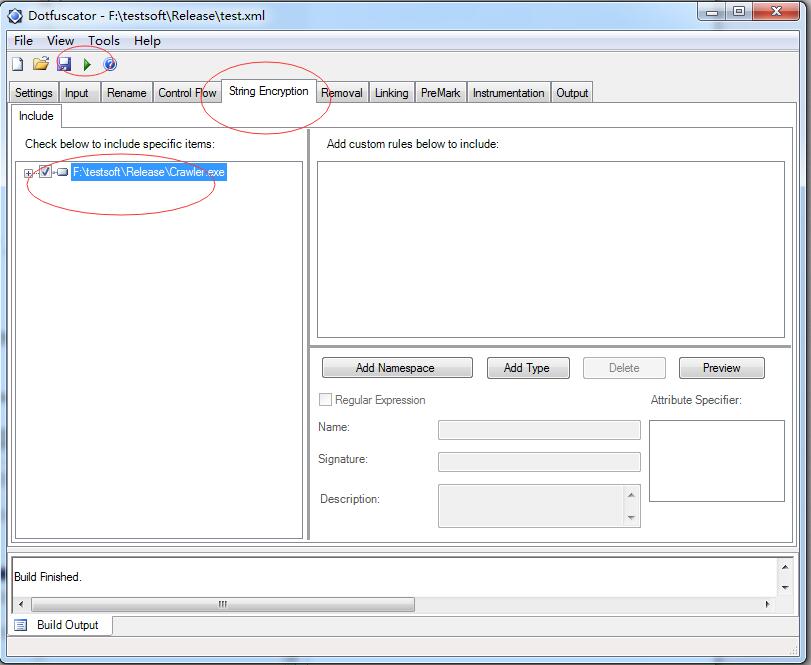 Dotfuscator - F:\testsoft\Release\test.xml
File View Tools Help
Settings Input Rename Control Flow String Encryption Removal Linking PreMark Instrumentation Output
Include
Check below to include specific items:
Add custom rules below to include:
F:\testsoft\Release\Crawler.exe
Add Namespace Add Type Delete Preview
Regular Expression
Attribute Specifier:
Name:
Signature:
Description:
Build Finished.
Build Output